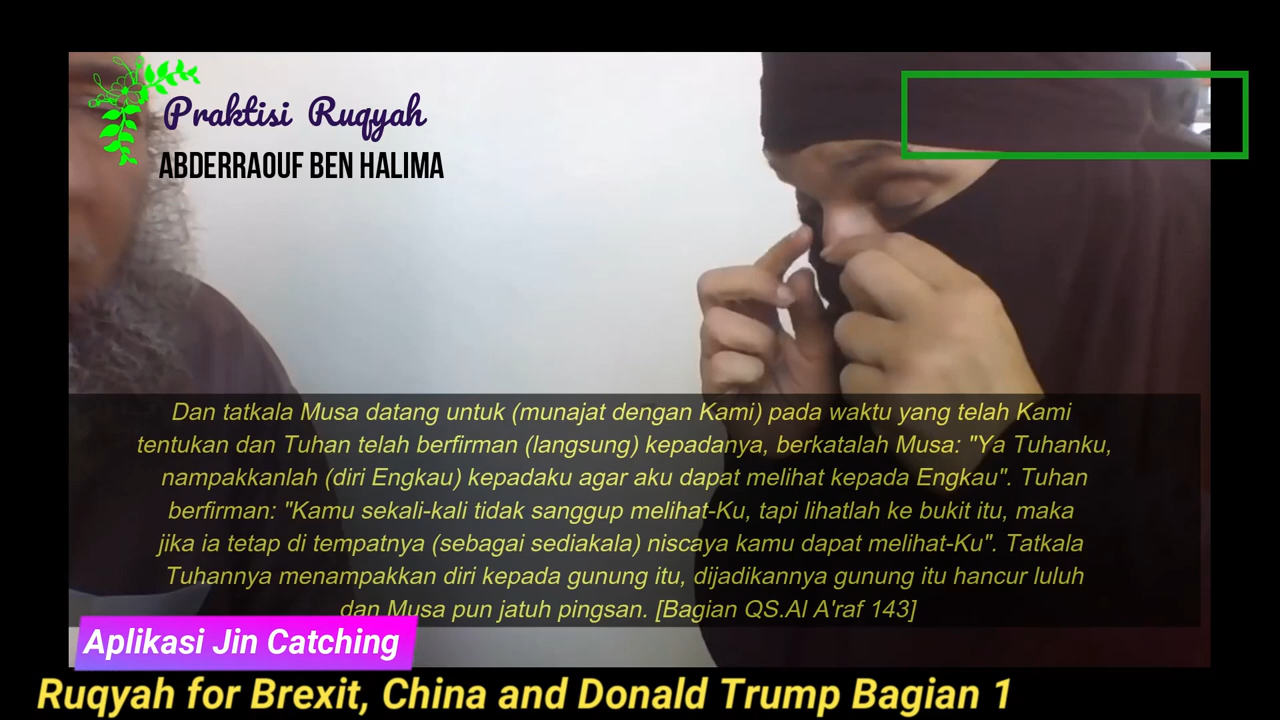 Praktisi Ruqyah
ABDERRAOUF BEN HALIMA
Dan tatkala Musa datang untuk (munajat dengan Kami) pada waktu yang telah Kami
tentukan dan Tuhan telah berfirman (langsung) kepadanya, berkatalah Musa: "Ya Tuhanku,
nampakkanlah (diri Engkau) kepadaku agar aku dapat melihat kepada Engkau". Tuhan
berfirman: "Kamu sekali-kali tidak sanggup melihat-Ku, tapi lihatlah ke bukit itu, maka
jika ia tetap di tempatnya (sebagai sediakala) niscaya kamu dapat melihat-Ku". Tatkala
Tuhannya menampakkan diri kepada gunung itu, dijadikannya gunung itu hancur luluh
dan Musa pun jatuh pingsan. [Bagian QS.Al A'raf 143]
Aplikasi Jin Catching
Ruqyah for Brexit, China and Donald Trump Bagian 1